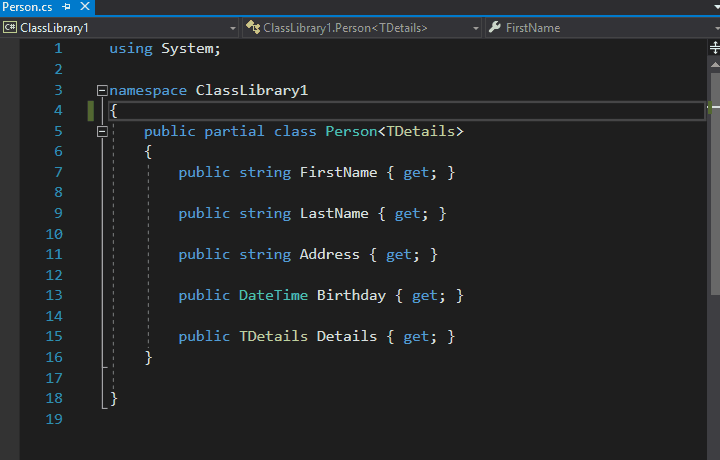 Person.cs
C# ClassLibrary1 ClassLibrary1.Person<TDetails> FirstName
1 using System;
2
3 namespace ClassLibrary1
4 {
5 public partial class Person<TDetails>
6 {
7 public string FirstName { get; }
8
9 public string LastName { get; }
10
11 public string Address { get; }
12
13 public DateTime Birthday { get; }
14
15 public TDetails Details { get; }
16 }
17
18 }
19